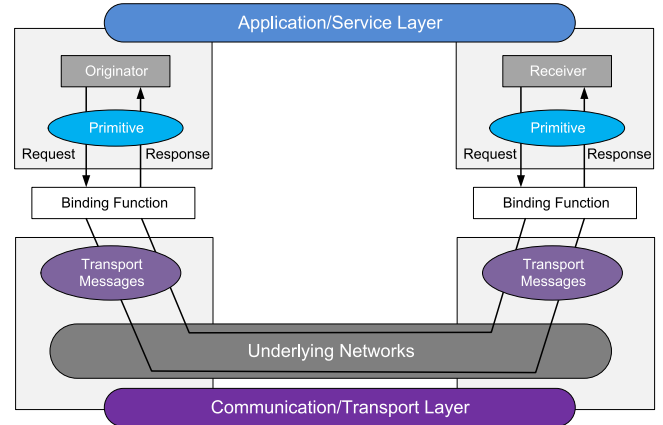 Application/Service Layer
Originator
Receiver
Primitive
Primitive
Request
Response
Request
Response
Binding Function
Binding Function
Transport
Messages
Transport
Messages
Underlying Networks
Communication/Transport Layer